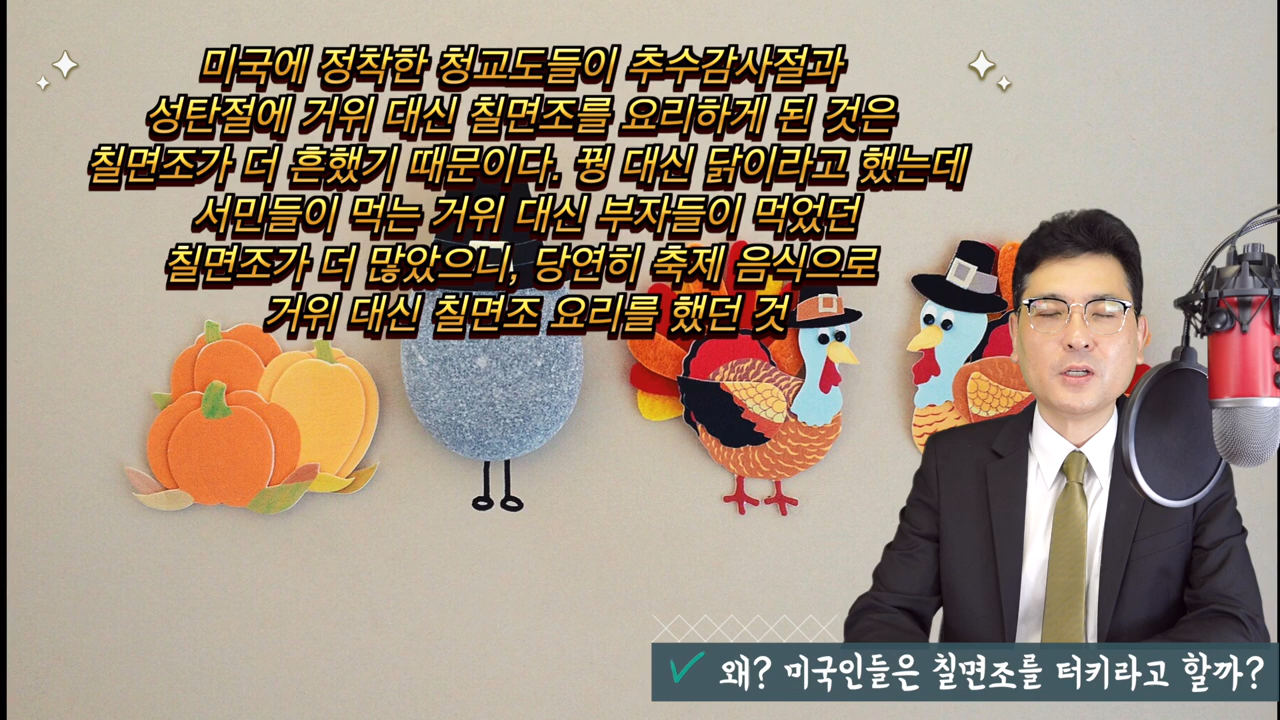 미국에 정착한 청교도들이 추수감사절과
성탄절에 거위 대신 칠면조를 요리하게 된 것은
칠면조가 더 흔했기 때문이다. 꿩 대신 닭이라고 했는데
서민들이 먹는 거위 대신 부자들이 먹었던
칠면조가 더 많았으니, 당연히 축제 음식으로
거위 대신 칠면조 요리를 했던 것
왜? 미국인들은 칠면조를 터키라고 할까?